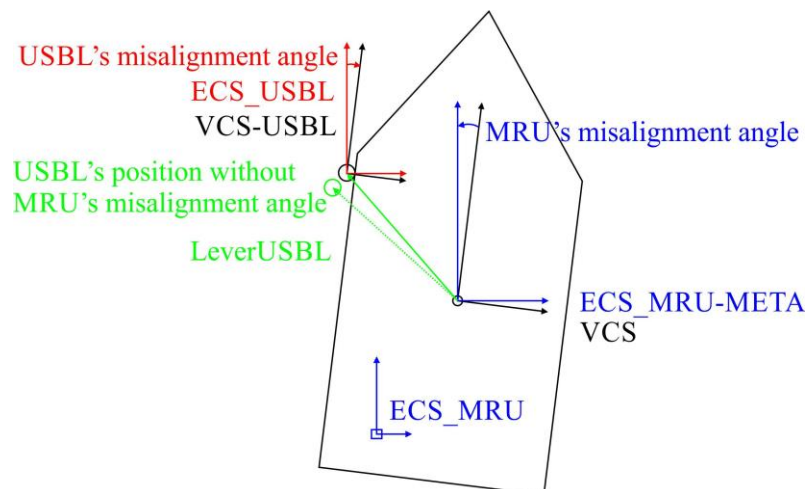 USBL's misalignment angle
ECS_USBL
VCS-USBL
MRU's misalignment angle
USBL's position without
MRU's misalignment angle
LeverUSBL
ECS_MRU-META
VCS
ECS_MRU